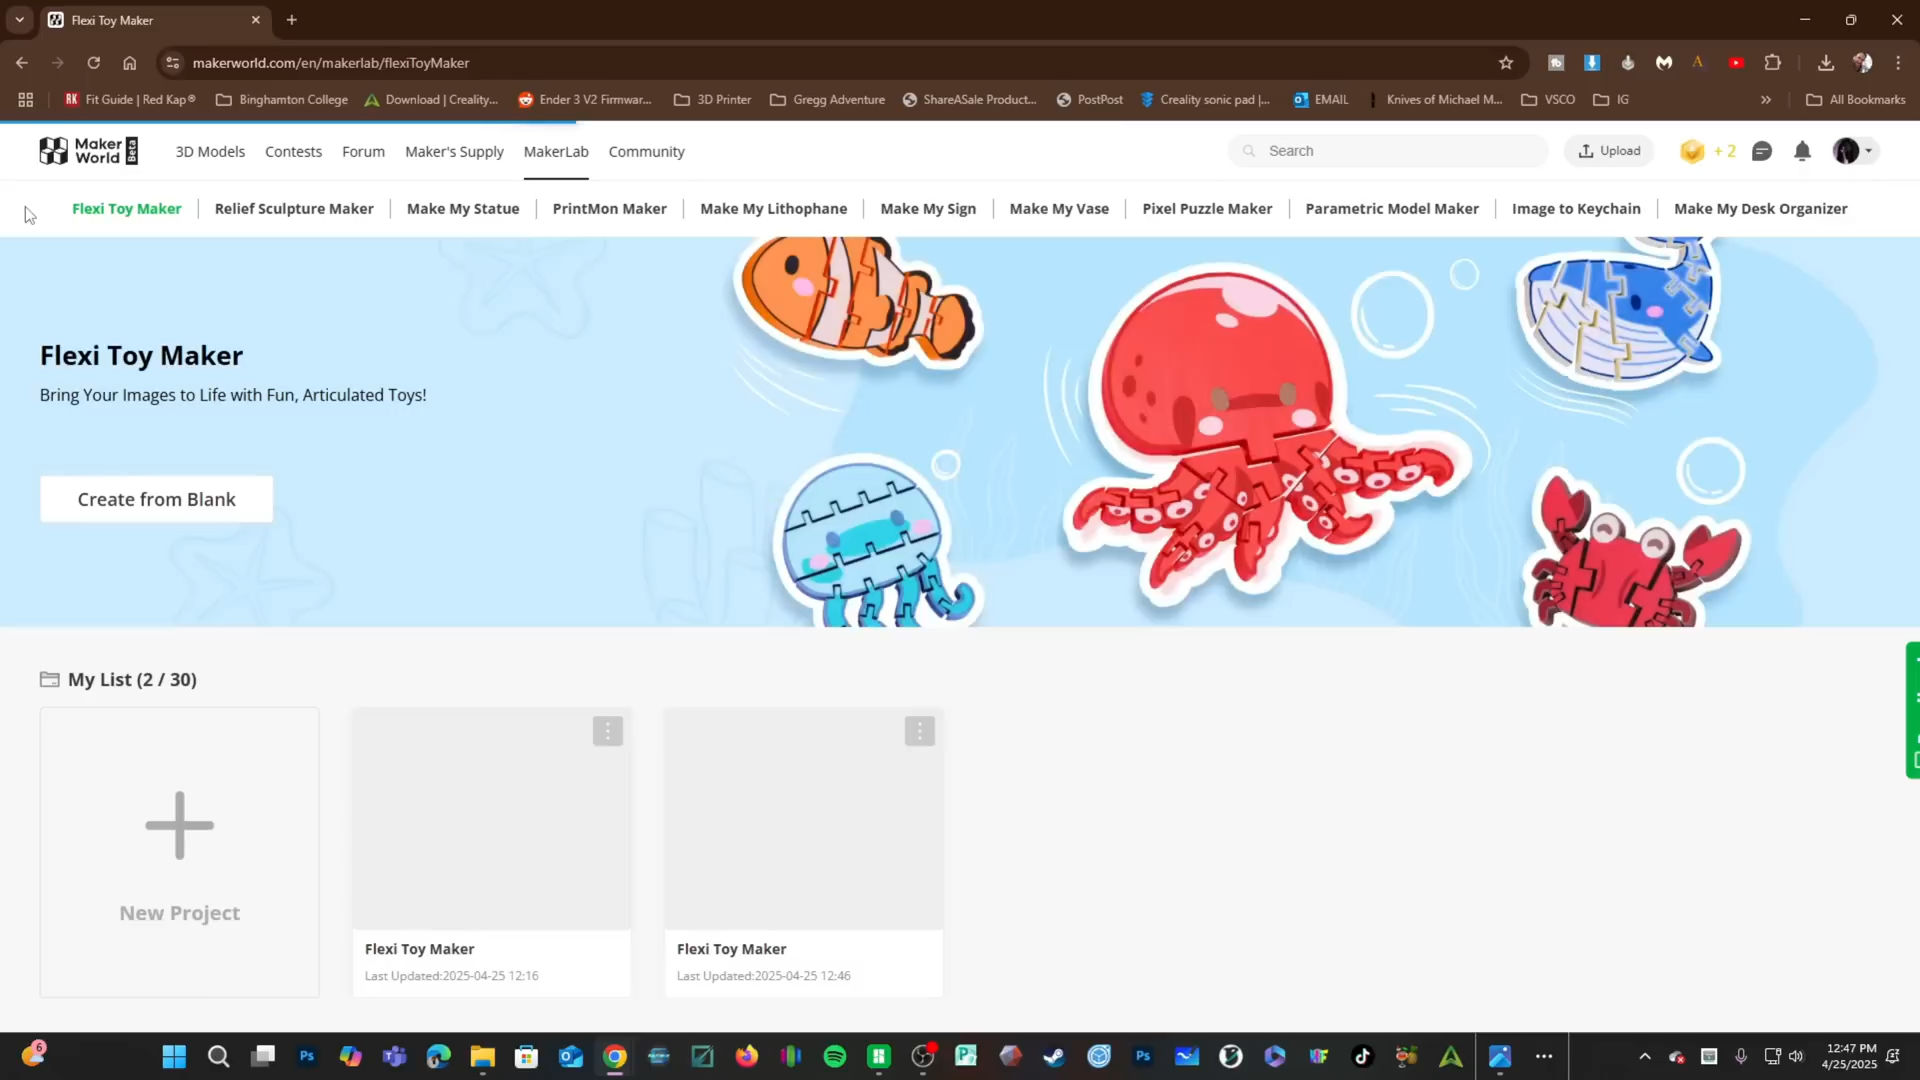 Flexi Toy Maker
makerworld.com/en/makerlab/flexiToyMaker
RK Fit Guide | Red Kap®
Binghamton College
Download | Creality...
Ender 3 V2 Firmwar...
3D Printer
Gregg Adventure
ShareASale Product...
PostPost
Creality sonic pad |...
EMAIL
Knives of Michael M...
VSCO
IG
All Bookmarks
Maker World Beta
3D Models
Contests
Forum
Maker's Supply
MakerLab
Community
Search
Upload
+ 2
Flexi Toy Maker
Relief Sculpture Maker
Make My Statue
PrintMon Maker
Make My Lithophane
Make My Sign
Make My Vase
Pixel Puzzle Maker
Parametric Model Maker
Image to Keychain
Make My Desk Organizer
Flexi Toy Maker
Bring Your Images to Life with Fun, Articulated Toys!
Create from Blank
My List (2 / 30)
New Project
Flexi Toy Maker
Last Updated:2025-04-25 12:16
Flexi Toy Maker
Last Updated:2025-04-25 12:46
6
Ps
Ps
12:47 PM
4/25/2025